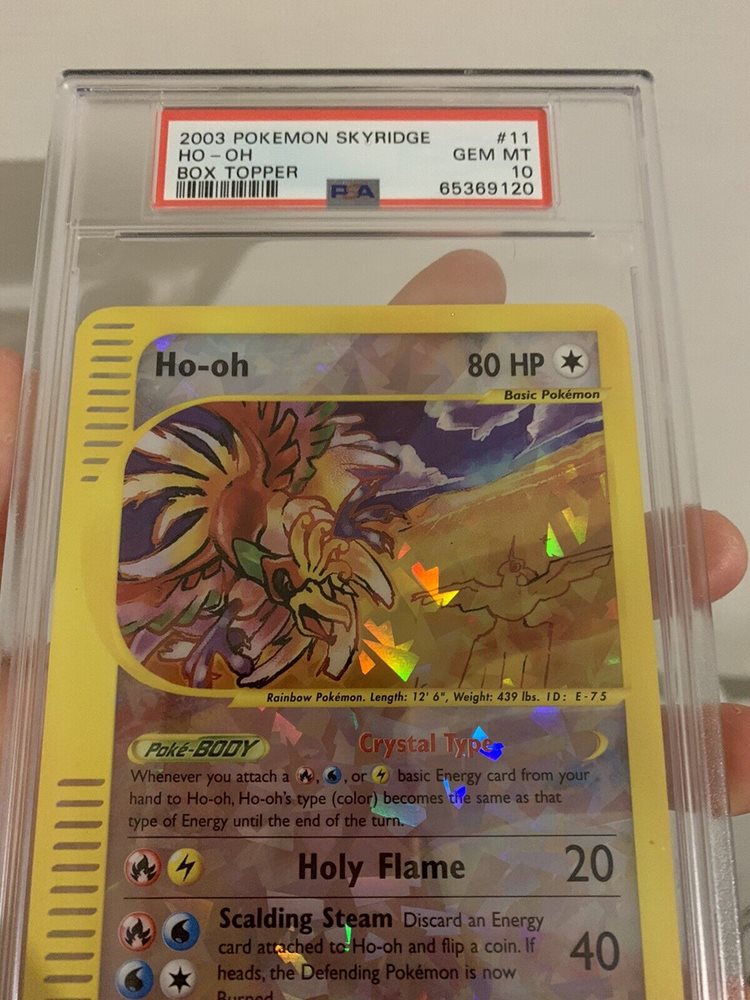 2003 POKEMON SKYRIDGE #11
HO-OH GEM MT
BOX TOPPER 10
PSA 65369120
Ho-oh 80 HP
Basic Pokémon
Rainbow Pokémon. Length: 12' 6", Weight: 439 lbs. ID: E-75
Poké-BODY Crystal Type
Whenever you attach a , , or basic Energy card from your
hand to Ho-oh, Ho-oh's type (color) becomes the same as that
type of Energy until the end of the turn.
Holy Flame 20
Scalding Steam Discard an Energy
card attached to Ho-oh and flip a coin. If
heads, the Defending Pokémon is now
40
Burned